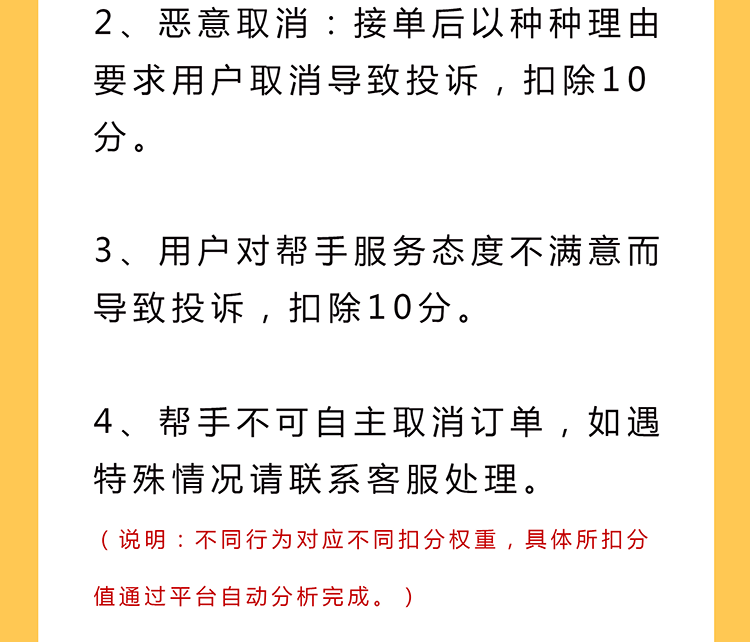 2、恶意取消：接单后以种种理由
要求用户取消导致投诉，扣除10
分。
3、用户对帮手服务态度不满意而
导致投诉，扣除10分。
4、帮手不可自主取消订单，如遇
特殊情况请联系客服处理。
（说明：不同行为对应不同扣分权重，具体所扣分
值通过平台自动分析完成。）